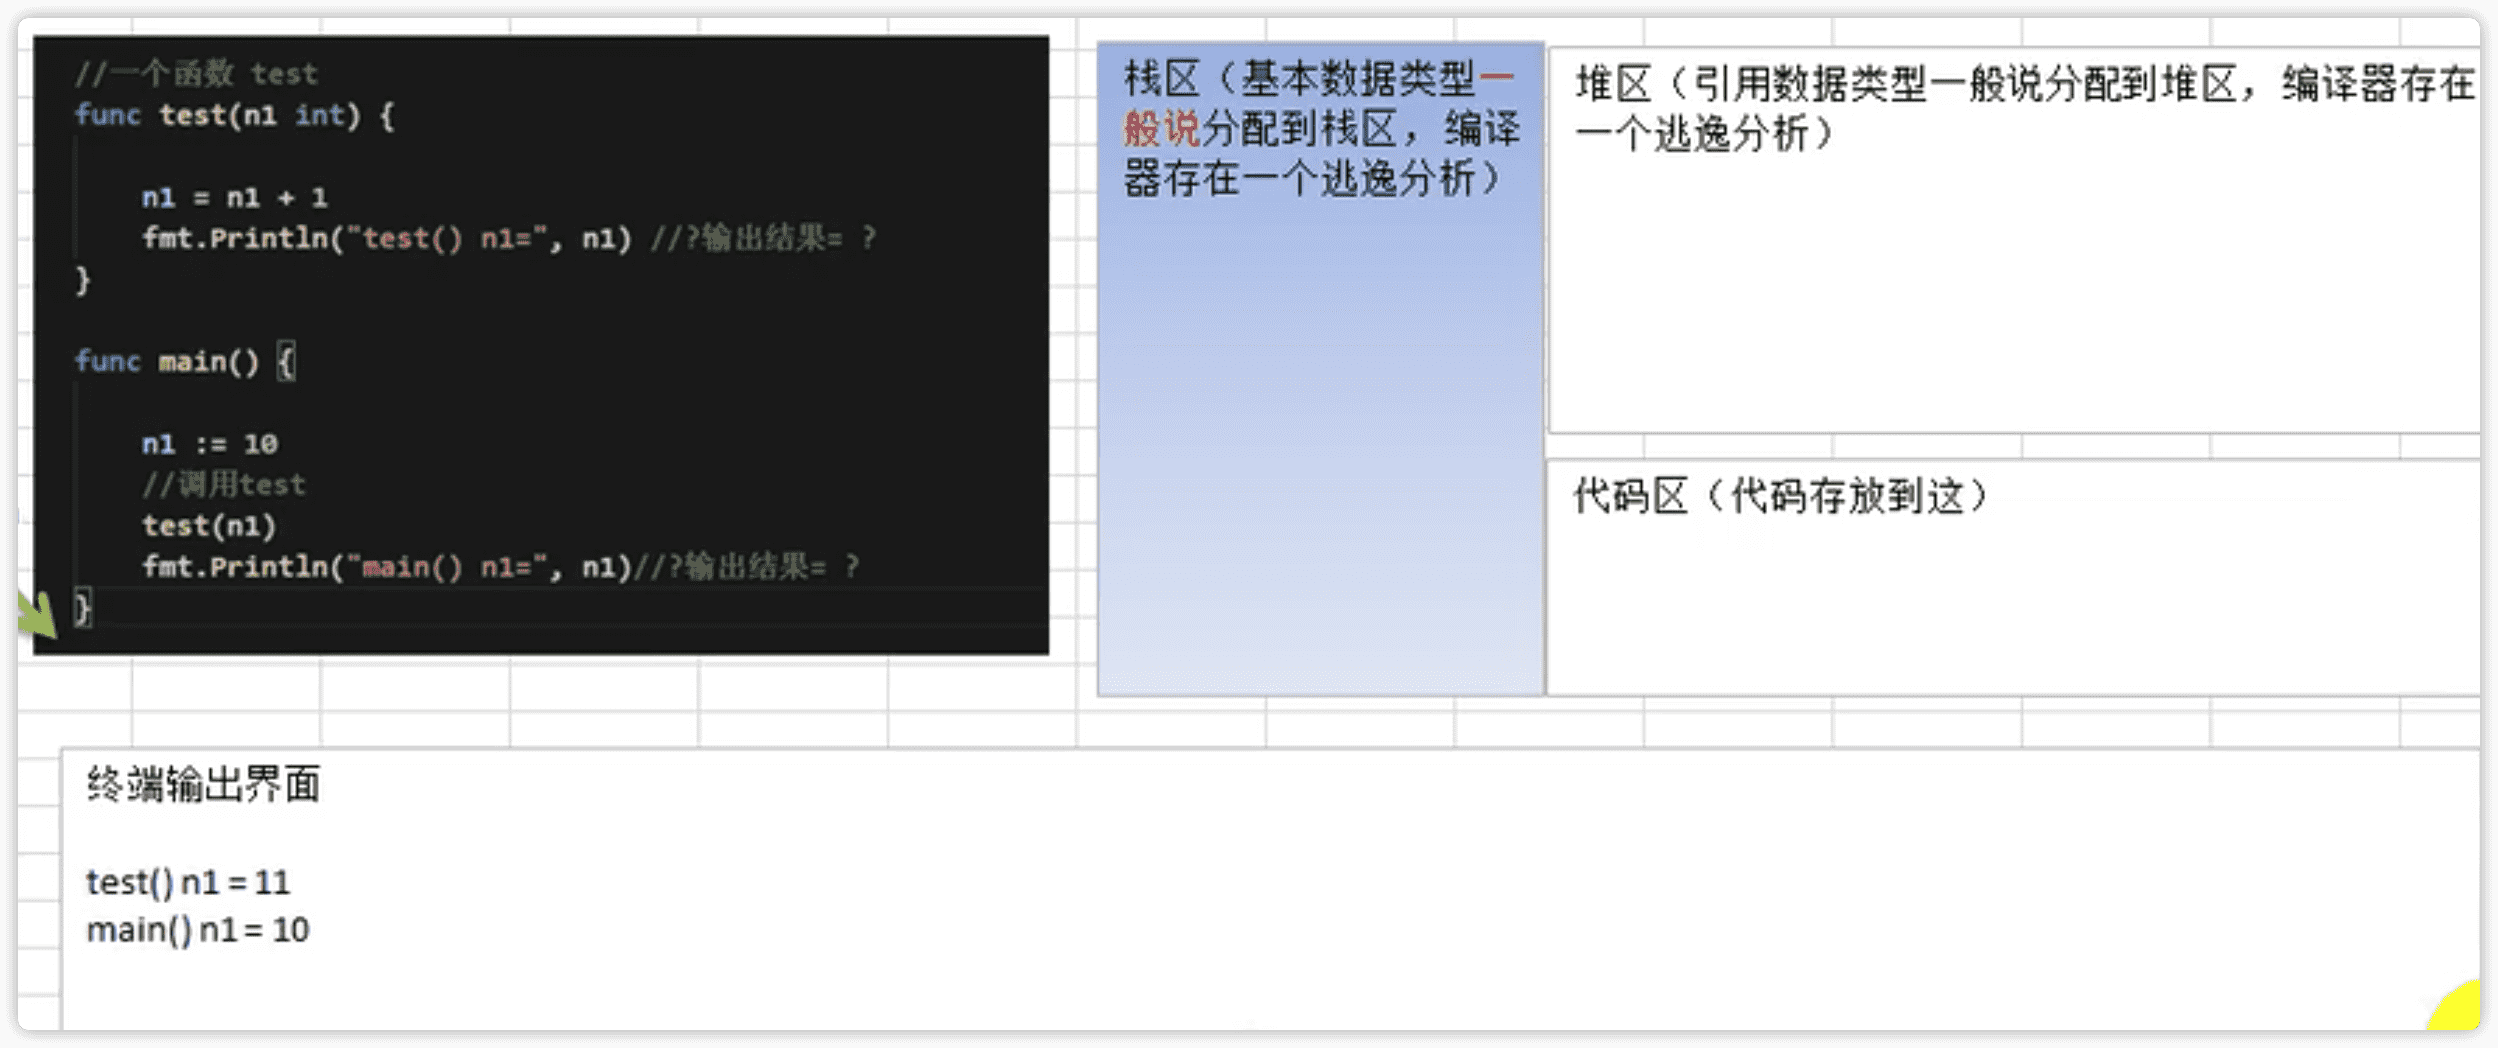 //一个函数 test
func test(n1 int) {
n1 = n1 + 1
fmt.Println("test() n1=", n1) //?输出结果= ?
}
func main() {
n1 := 10
//调用test
test(n1)
fmt.Println("main() n1=", n1)//?输出结果= ?
}
栈区（基本数据类型一
般说分配到栈区，编译
器存在一个逃逸分析）
堆区（引用数据类型一般说分配到堆区，编译器存在
一个逃逸分析）
代码区（代码存放到这）
终端输出界面
test() n1 = 11
main() n1 = 10